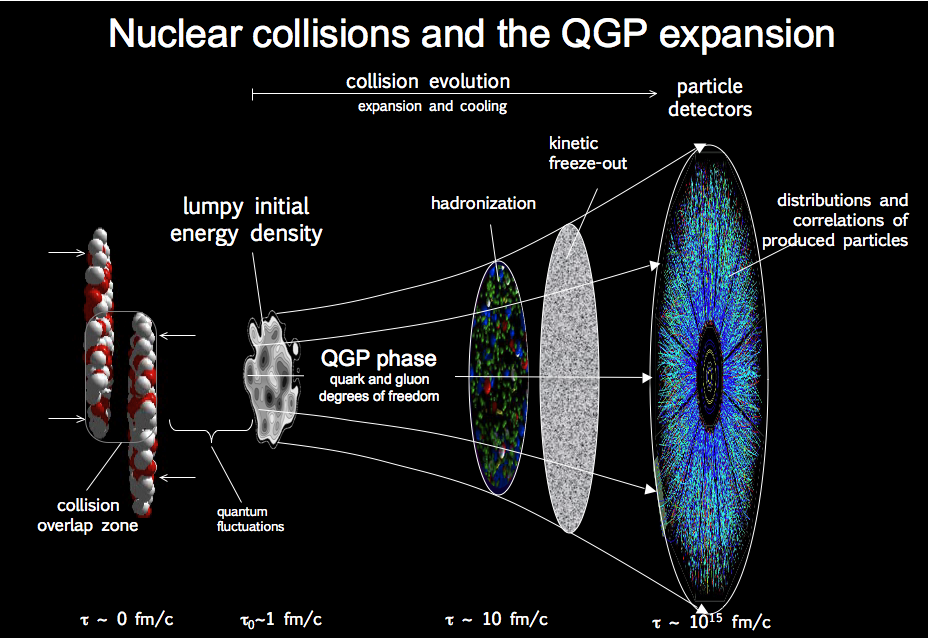 Nuclear collisions and the QGP expansion
collision evolution
expansion and cooling
particle
detectors
kinetic
freeze-out
hadronization
lumpy initial
energy density
distributions and
correlations of
produced particles
QGP phase
quark and gluon
degrees of freedom
collision
overlap zone
quantum
fluctuations
τ ~ 0 fm/c
τ₀~1 fm/c
τ ~ 10 fm/c
τ ~ 10¹⁵ fm/c